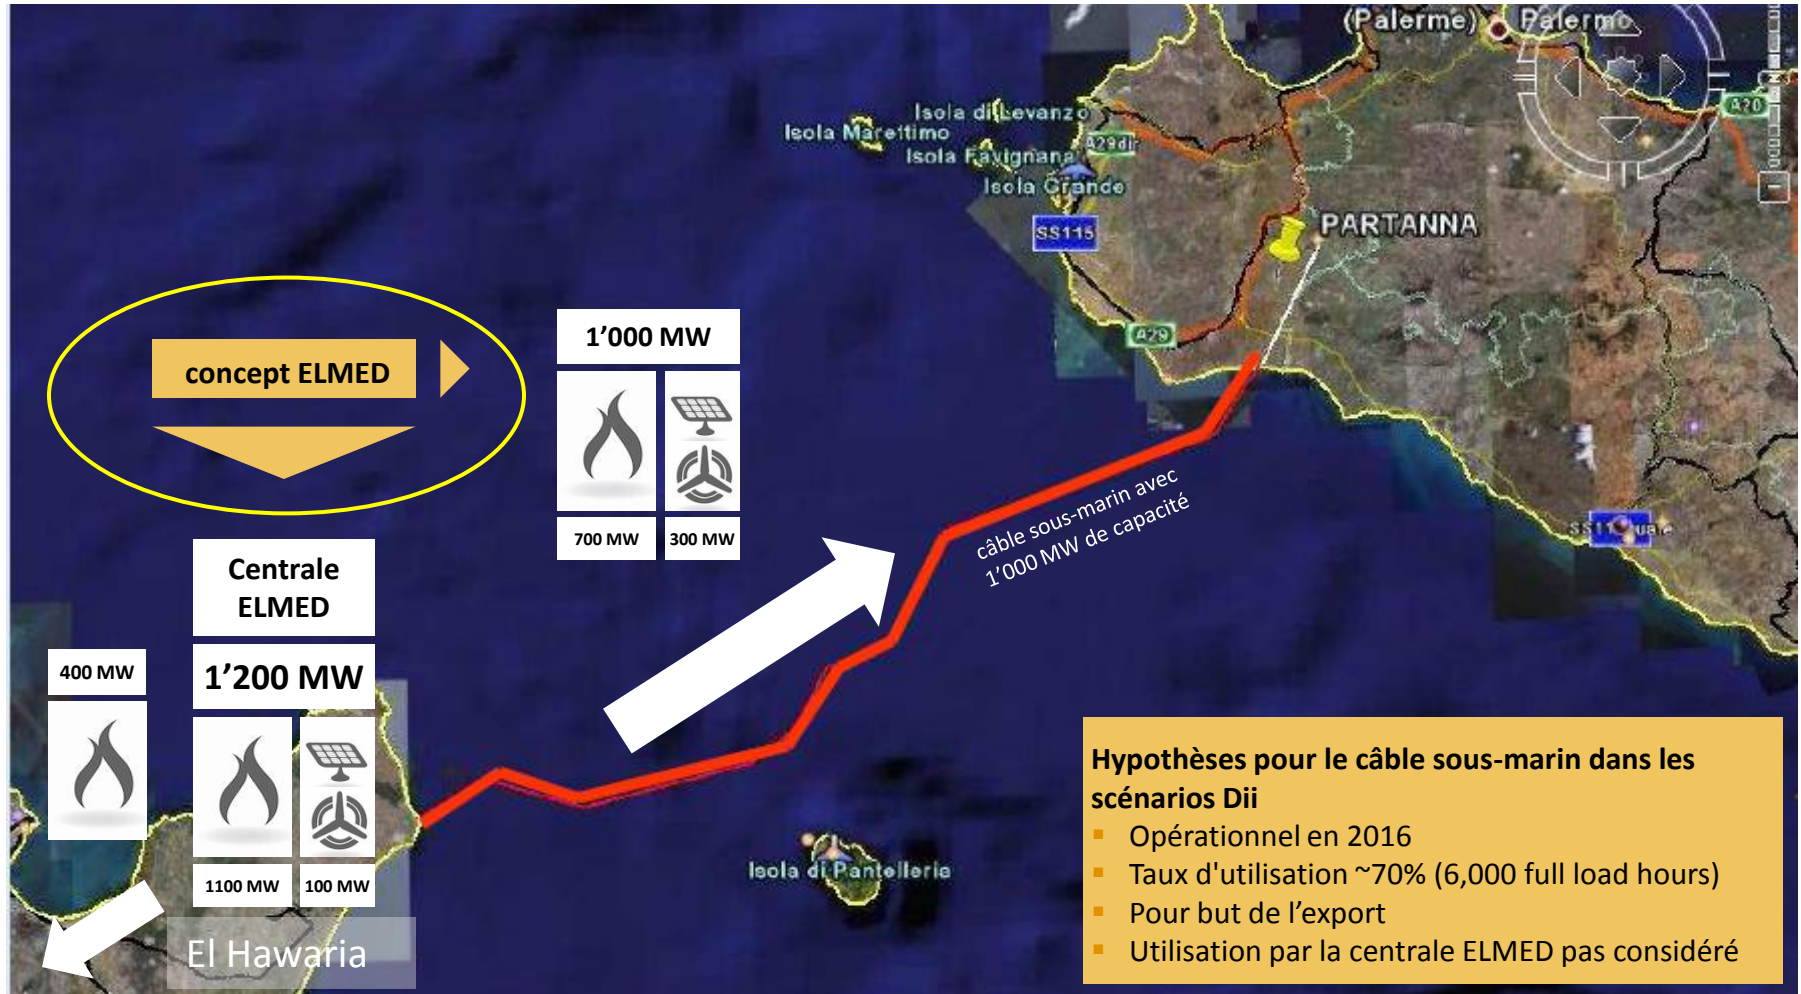 (Palerme)
Palermo
A20
Isola di Levanzo
Isola Marettimo
A29dir
Isola Favignana
Isola Grande
SS115
PARTANNA
A29
concept ELMED
1’000 MW
700 MW
300 MW
câble sous-marin avec
1’000 MW de capacité
Centrale
ELMED
1’200 MW
400 MW
1100 MW
100 MW
El Hawaria
Isola di Pantelleria
Hypothèses pour le câble sous-marin dans les
scénarios Dii
▪ Opérationnel en 2016
▪ Taux d'utilisation ~70% (6,000 full load hours)
▪ Pour but de l’export
▪ Utilisation par la centrale ELMED pas considéré